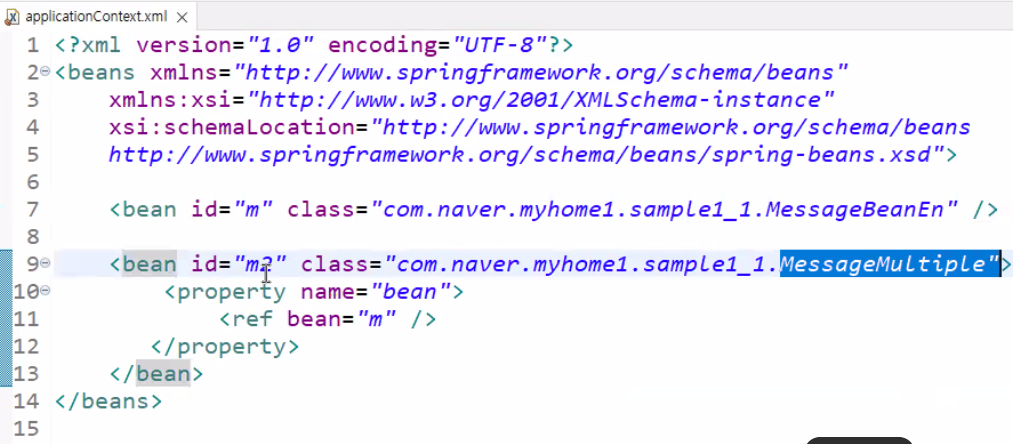 applicationContext.xml
1 <?xml version="1.0" encoding="UTF-8"?>
2 <beans xmlns="http://www.springframework.org/schema/beans"
3 xmlns:xsi="http://www.w3.org/2001/XMLSchema-instance"
4 xsi:schemaLocation="http://www.springframework.org/schema/beans
5 http://www.springframework.org/schema/beans/spring-beans.xsd">
6
7 <bean id="m" class="com.naver.myhome1.sample1_1.MessageBeanEn" />
8
9 <bean id="m2" class="com.naver.myhome1.sample1_1.MessageMultiple">
10 <property name="bean">
11 <ref bean="m" />
12 </property>
13 </bean>
14 </beans>
15